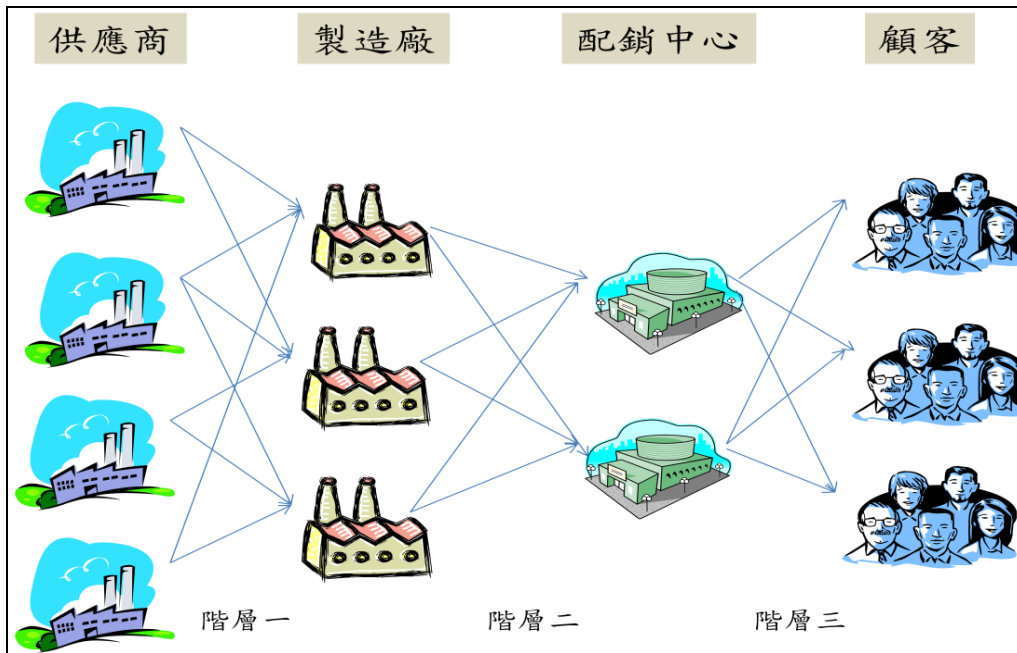 供應商
製造廠
配銷中心
顧客
階層一
階層二
階層三